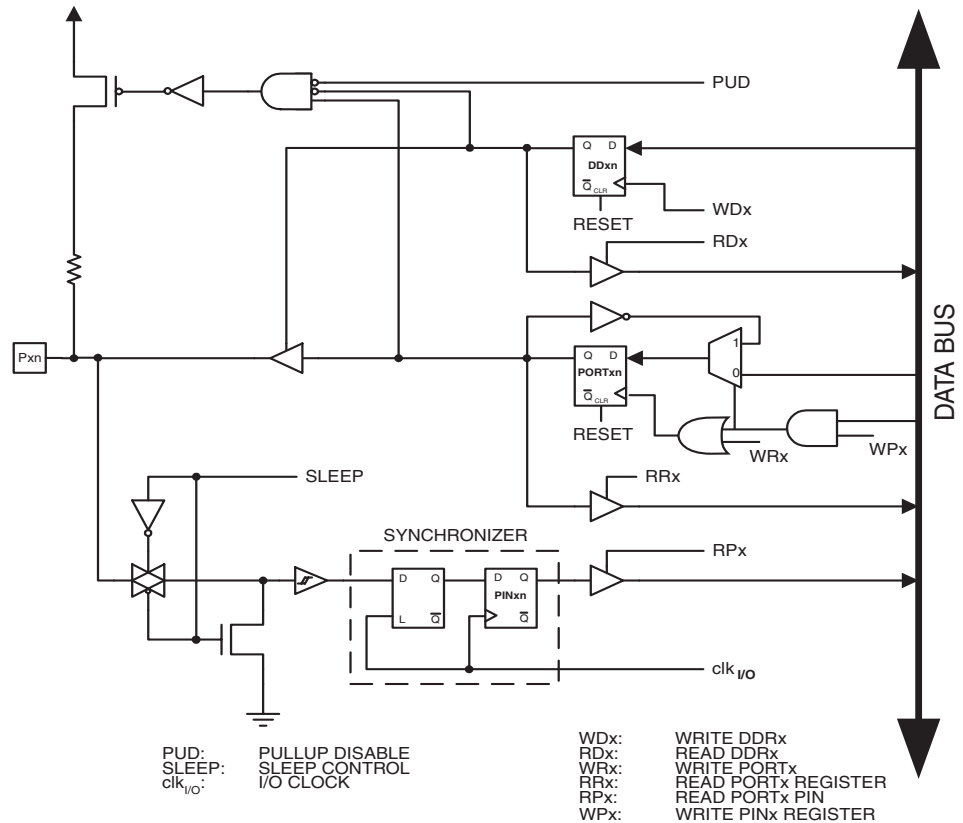 PUD
Q D
DDxn
Q CLR
WDx
RESET
RDx
1
Pxn
Q D
PORTxn
0
Q CLR
RESET
WRx
WPx
DATA BUS
SLEEP
RRx
SYNCHRONIZER
RPx
D Q
L Q
D Q
PINxn
Q
clk I/O
PUD: PULLUP DISABLE
SLEEP: SLEEP CONTROL
clk I/O: I/O CLOCK
WDx: WRITE DDRx
RDx: READ DDRx
WRx: WRITE PORTx
RRx: READ PORTx REGISTER
RPx: READ PORTx PIN
WPx: WRITE PINx REGISTER